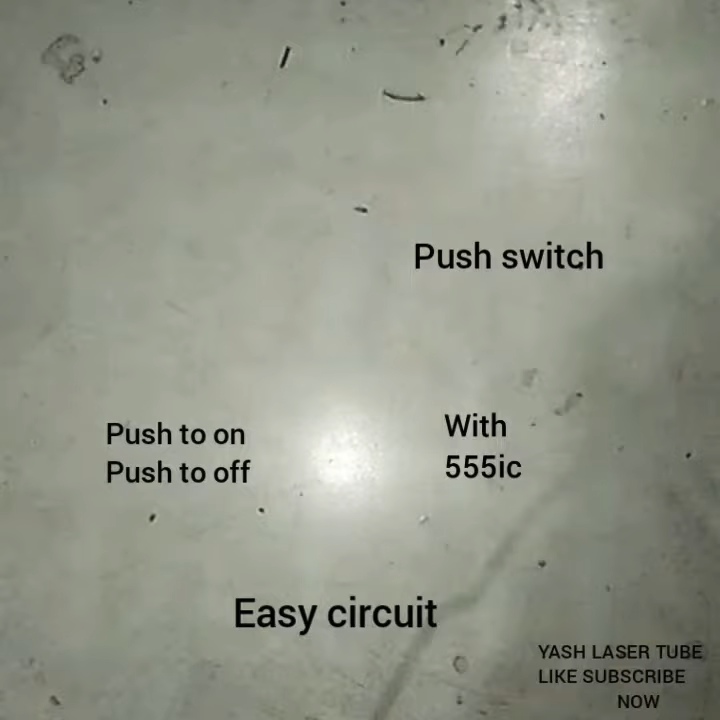 Push switch
Push to on
Push to off
With
555ic
Easy circuit
YASH LASER TUBE
LIKE SUBSCRIBE
NOW